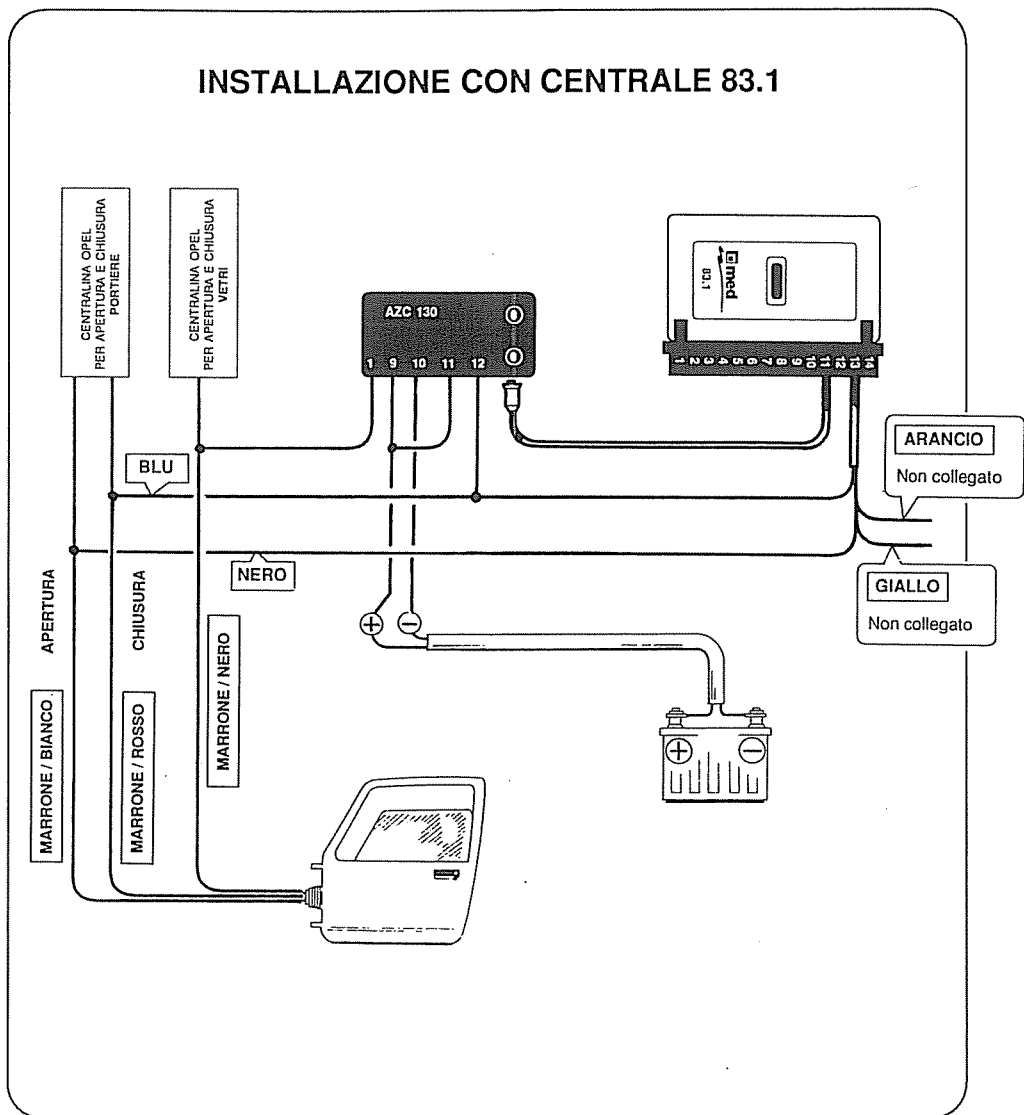 INSTALLAZIONE CON CENTRALE 83.1
CENTRALINA OPEL
PER APERTURA E CHIUSURA
PORTIERE
CENTRALINA OPEL
PER APERTURA E CHIUSURA
VETRI
AZC 130
1 9 10 11 12
med
83.1
1 2 3 4 5 6 7 8 9 10 11 12 13 14
ARANCIO
Non collegato
BLU
NERO
GIALLO
Non collegato
APERTURA
CHIUSURA
MARRONE / BIANCO
MARRONE / ROSSO
MARRONE / NERO
+ −
+ −